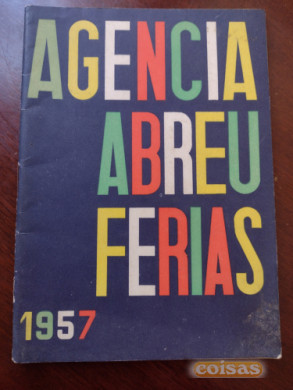 AGENCIA
ABREU
FERIAS
1957
coisas